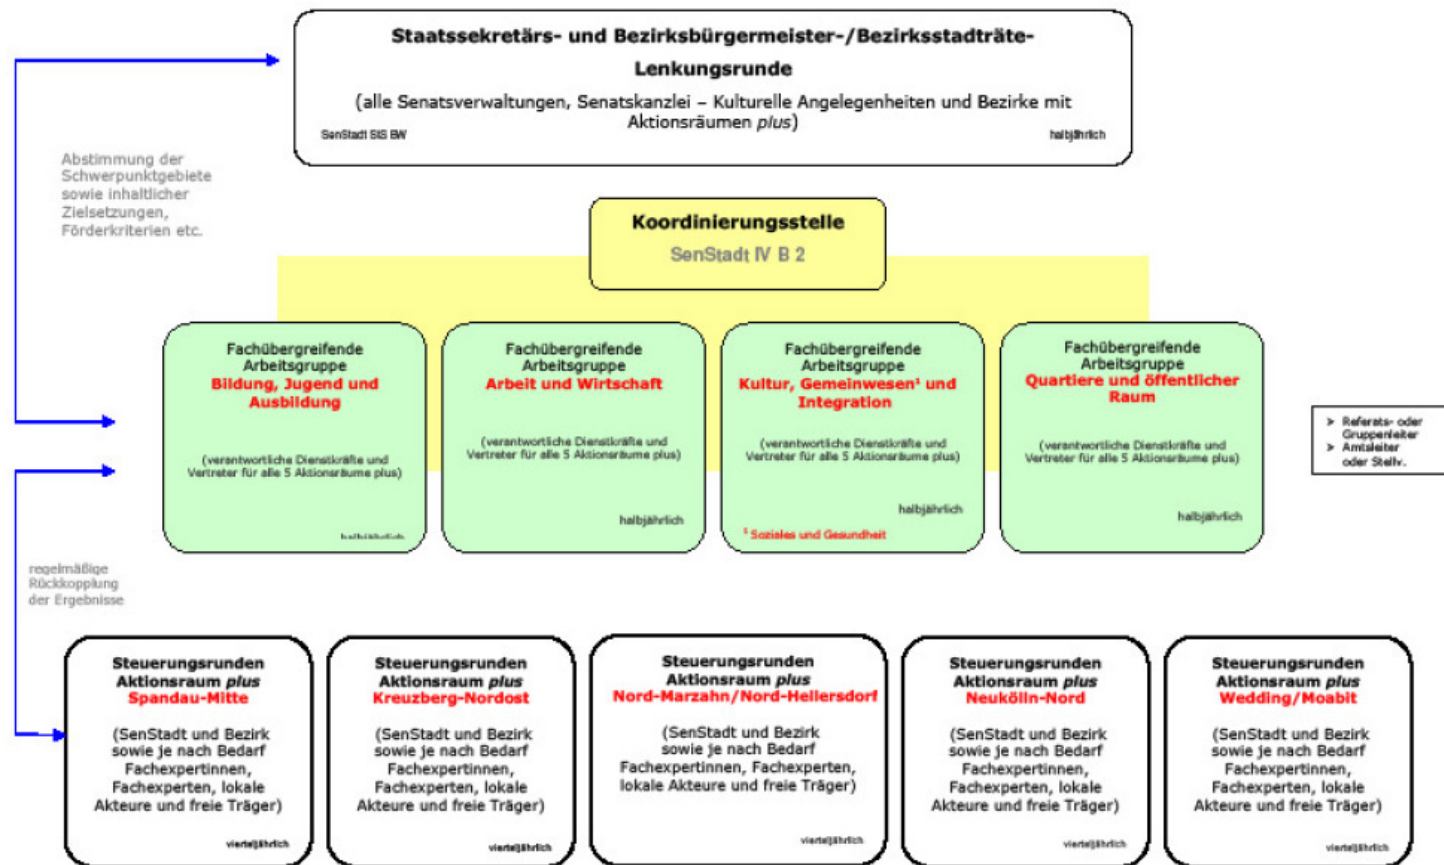 Staatssekretärs- und Bezirksbürgermeister-/Bezirksstadträte-
Lenkungsrunde
(alle Senatsverwaltungen, Senatskanzlei – Kulturelle Angelegenheiten und Bezirke mit
Aktionsräumen plus)
SenStadt StS BW
halbjährlich
Abstimmung der
Schwerpunktgebiete
sowie inhaltlicher
Zielsetzungen,
Förderkriterien etc.
Koordinierungsstelle
SenStadt IV B 2
Fachübergreifende
Arbeitsgruppe
Bildung, Jugend und
Ausbildung
(verantwortliche Dienstkräfte und
Vertreter für alle 5 Aktionsräume plus)
halbjährlich
Fachübergreifende
Arbeitsgruppe
Arbeit und Wirtschaft
(verantwortliche Dienstkräfte und
Vertreter für alle 5 Aktionsräume plus)
halbjährlich
Fachübergreifende
Arbeitsgruppe
Kultur, Gemeinwesen¹ und
Integration
(verantwortliche Dienstkräfte und
Vertreter für alle 5 Aktionsräume plus)
halbjährlich
¹ Soziales und Gesundheit
Fachübergreifende
Arbeitsgruppe
Quartiere und öffentlicher
Raum
(verantwortliche Dienstkräfte und
Vertreter für alle 5 Aktionsräume plus)
halbjährlich
➢ Referats- oder
Gruppenleiter
➢ Amtsleiter
oder Stellv.
regelmäßige
Rückkopplung
der Ergebnisse
Steuerungsrunden
Aktionsraum plus
Spandau-Mitte
(SenStadt und Bezirk
sowie je nach Bedarf
Fachexpertinnen,
Fachexperten, lokale
Akteure und freie Träger)
vierteljährlich
Steuerungsrunden
Aktionsraum plus
Kreuzberg-Nordost
(SenStadt und Bezirk
sowie je nach Bedarf
Fachexpertinnen,
Fachexperten, lokale
Akteure und freie Träger)
vierteljährlich
Steuerungsrunden
Aktionsraum plus
Nord-Marzahn/Nord-Hellersdorf
(SenStadt und Bezirk
sowie je nach Bedarf
Fachexpertinnen, Fachexperten,
lokale Akteure und freie Träger)
vierteljährlich
Steuerungsrunden
Aktionsraum plus
Neukölln-Nord
(SenStadt und Bezirk
sowie je nach Bedarf
Fachexpertinnen,
Fachexperten, lokale
Akteure und freie Träger)
vierteljährlich
Steuerungsrunden
Aktionsraum plus
Wedding/Moabit
(SenStadt und Bezirk
sowie je nach Bedarf
Fachexpertinnen,
Fachexperten, lokale
Akteure und freie Träger)
vierteljährlich